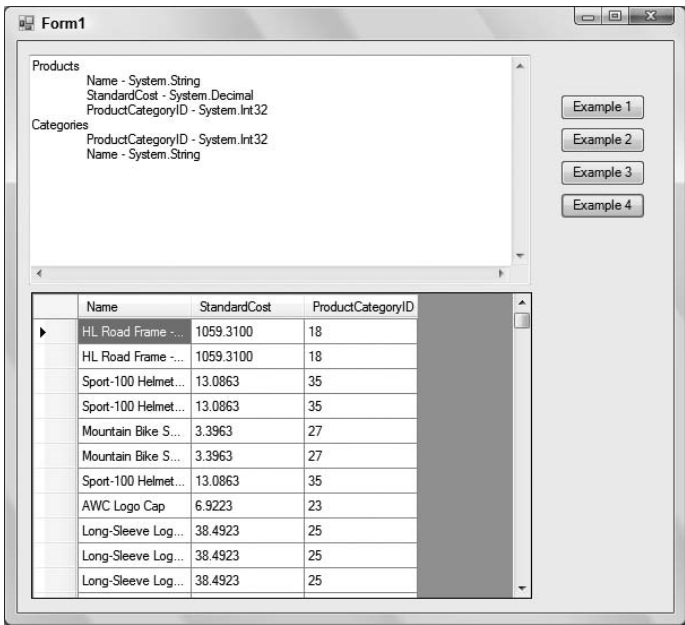 Form1
Products
Name - System.String
StandardCost - System.Decimal
ProductCategoryID - System.Int32
Categories
ProductCategoryID - System.Int32
Name - System.String
Example 1
Example 2
Example 3
Example 4
Name StandardCost ProductCategoryID
HL Road Frame -... 1059.3100 18
HL Road Frame -... 1059.3100 18
Sport-100 Helmet... 13.0863 35
Sport-100 Helmet... 13.0863 35
Mountain Bike S... 3.3963 27
Mountain Bike S... 3.3963 27
Sport-100 Helmet... 13.0863 35
AWC Logo Cap 6.9223 23
Long-Sleeve Log... 38.4923 25
Long-Sleeve Log... 38.4923 25
Long-Sleeve Log... 38.4923 25